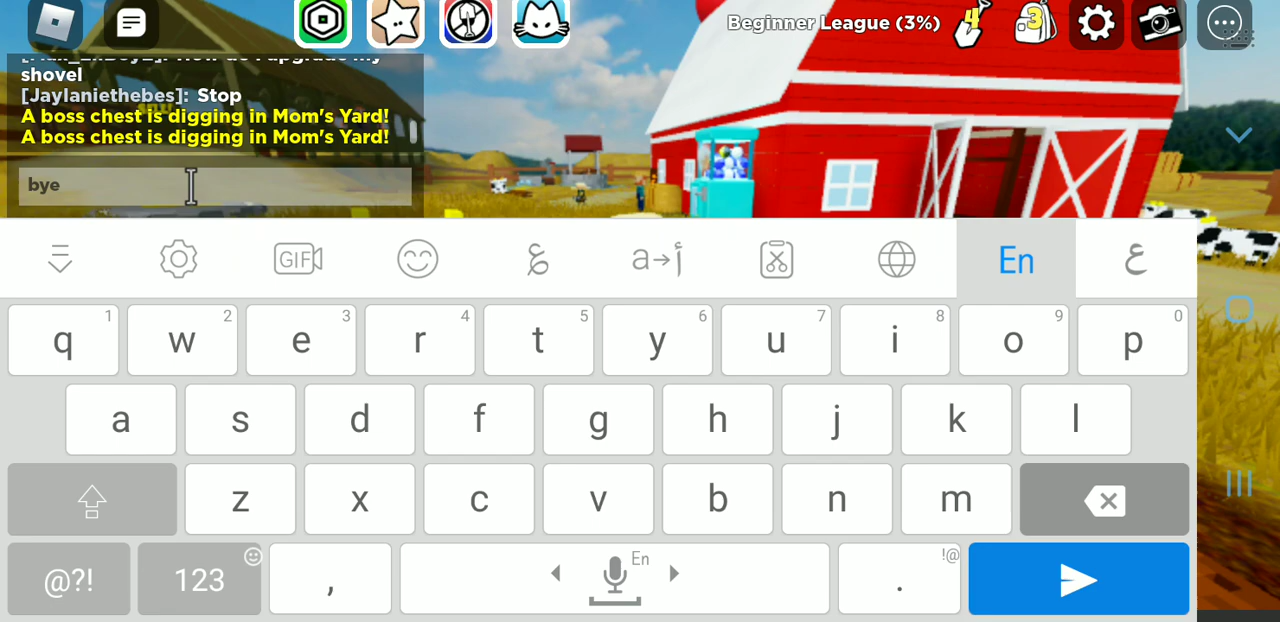 Beginner League (3%)
4
3
shovel
[Jaylaniethebes]: Stop
A boss chest is digging in Mom's Yard!
A boss chest is digging in Mom's Yard!
bye
GIF
ع
a→أ
En
ع
q 1 w 2 e 3 r 4 t 5 y 6 u 7 i 8 o 9 p 0
a s d f g h j k l
z x c v b n m
@?! 123 , En . !@